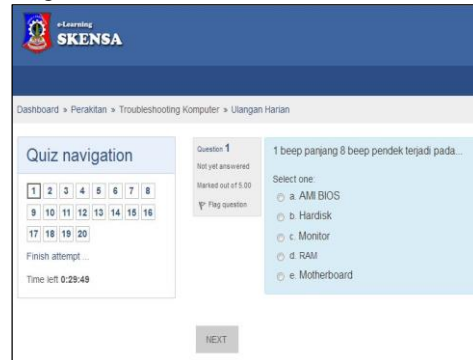 e-Learning
SKENSA
Dashboard » Perakitan » Troubleshooting Komputer » Ulangan Harian
Quiz navigation
1 2 3 4 5 6 7 8
9 10 11 12 13 14 15 16
17 18 19 20
Finish attempt ...
Time left 0:29:49
Question 1
Not yet answered
Marked out of 5.00
Flag question
1 beep panjang 8 beep pendek terjadi pada...
Select one:
a. AMI BIOS
b. Hardisk
c. Monitor
d. RAM
e. Motherboard
NEXT